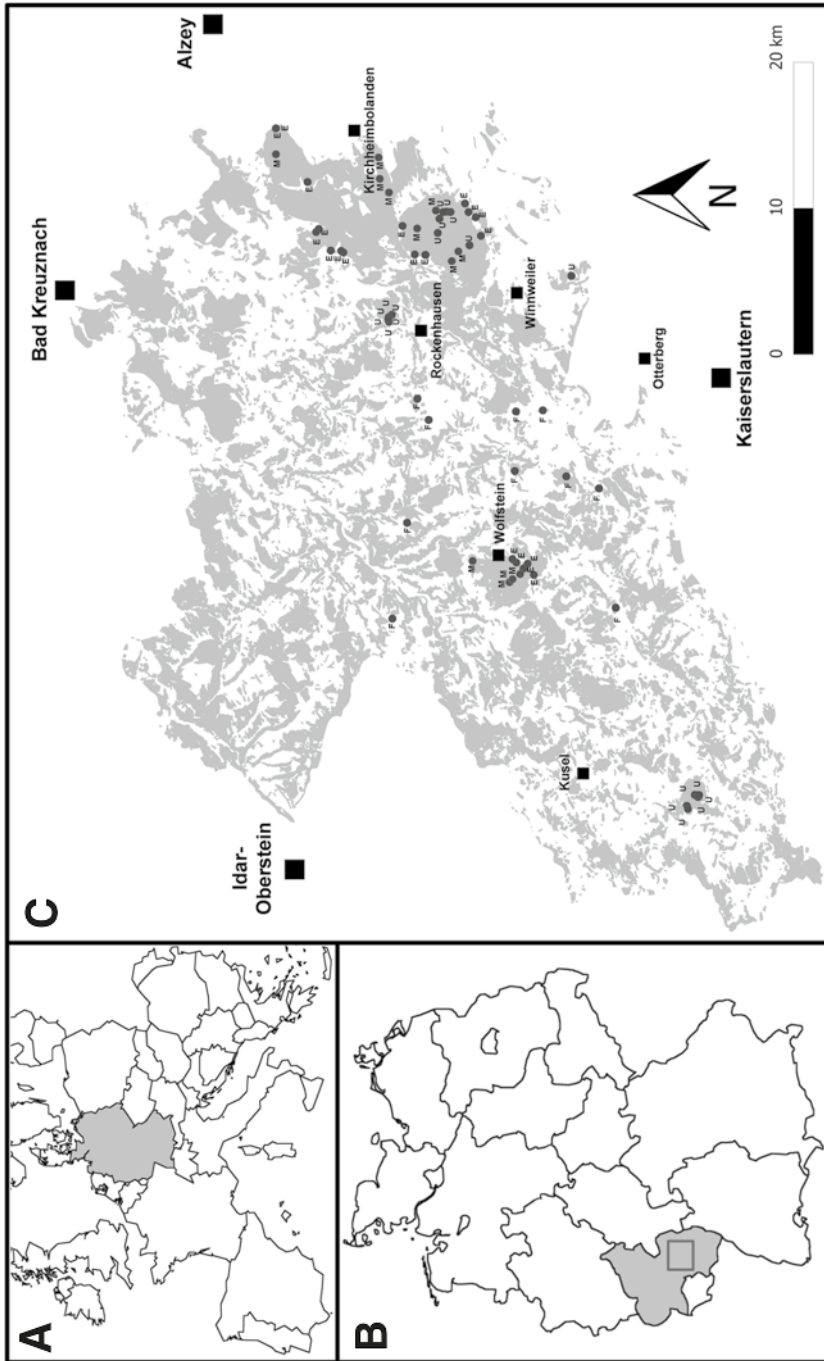 A
B
C
Idar-
Oberstein
Bad Kreuznach
Alzey
Kirchheimbolanden
Rockenhausen
Winnweiler
Wolfstein
Kusel
Otterberg
Kaiserslautern
E
E
M
E
E
E
E
E
E
M
M
M
E
M
M
E
E
U
U
U
U
U
M
M
E
E
E
E
U
U
U
U
U
U
F
F
F
F
F
F
F
F
F
F
M
M
M
M
E
E
E
E
E
U
U
U
U
U
N
0
10
20 km